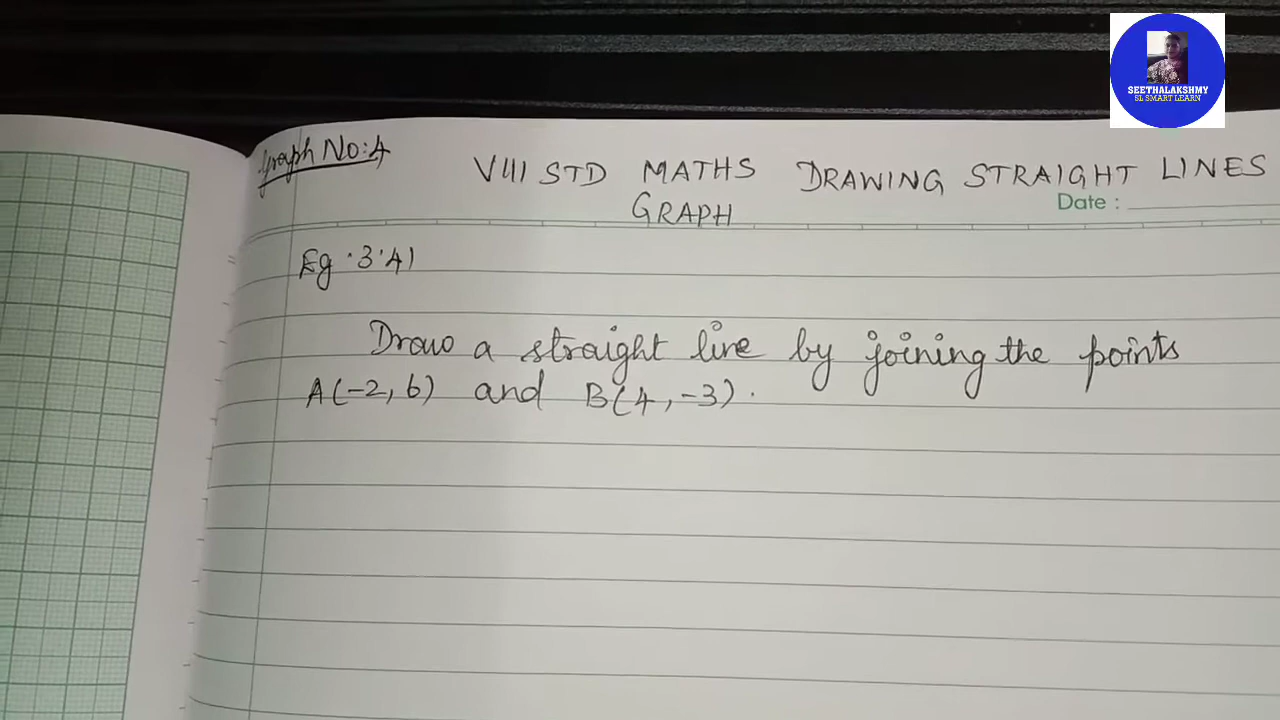 SEETHALAKSHMY
SL SMART LEARN
Graph No:4
VIII STD MATHS DRAWING STRAIGHT LINES
GRAPH
Date :
Eg.3.41
Draw a straight line by joining the points
A(-2, 6) and B(4, -3).